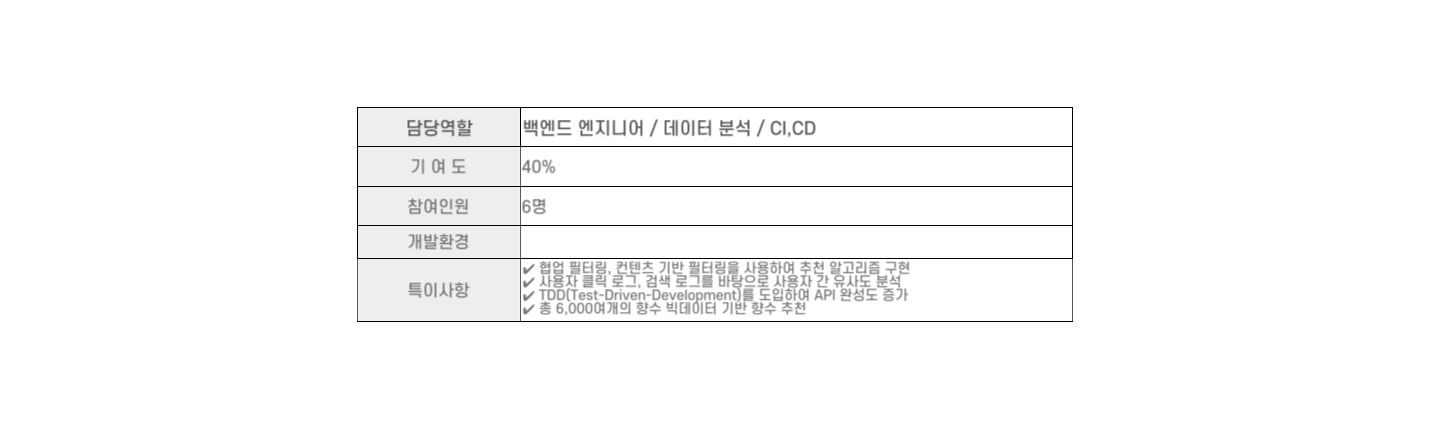 담당역할 백엔드 엔지니어 / 데이터 분석 / CI,CD
기 여 도 40%
참여인원 6명
개발환경
특이사항
✔ 협업 필터링, 컨텐츠 기반 필터링을 사용하여 추천 알고리즘 구현
✔ 사용자 클릭 로그, 검색 로그를 바탕으로 사용자 간 유사도 분석
✔ TDD(Test-Driven-Development)를 도입하여 API 완성도 증가
✔ 총 6,000여개의 향수 빅데이터 기반 향수 추천